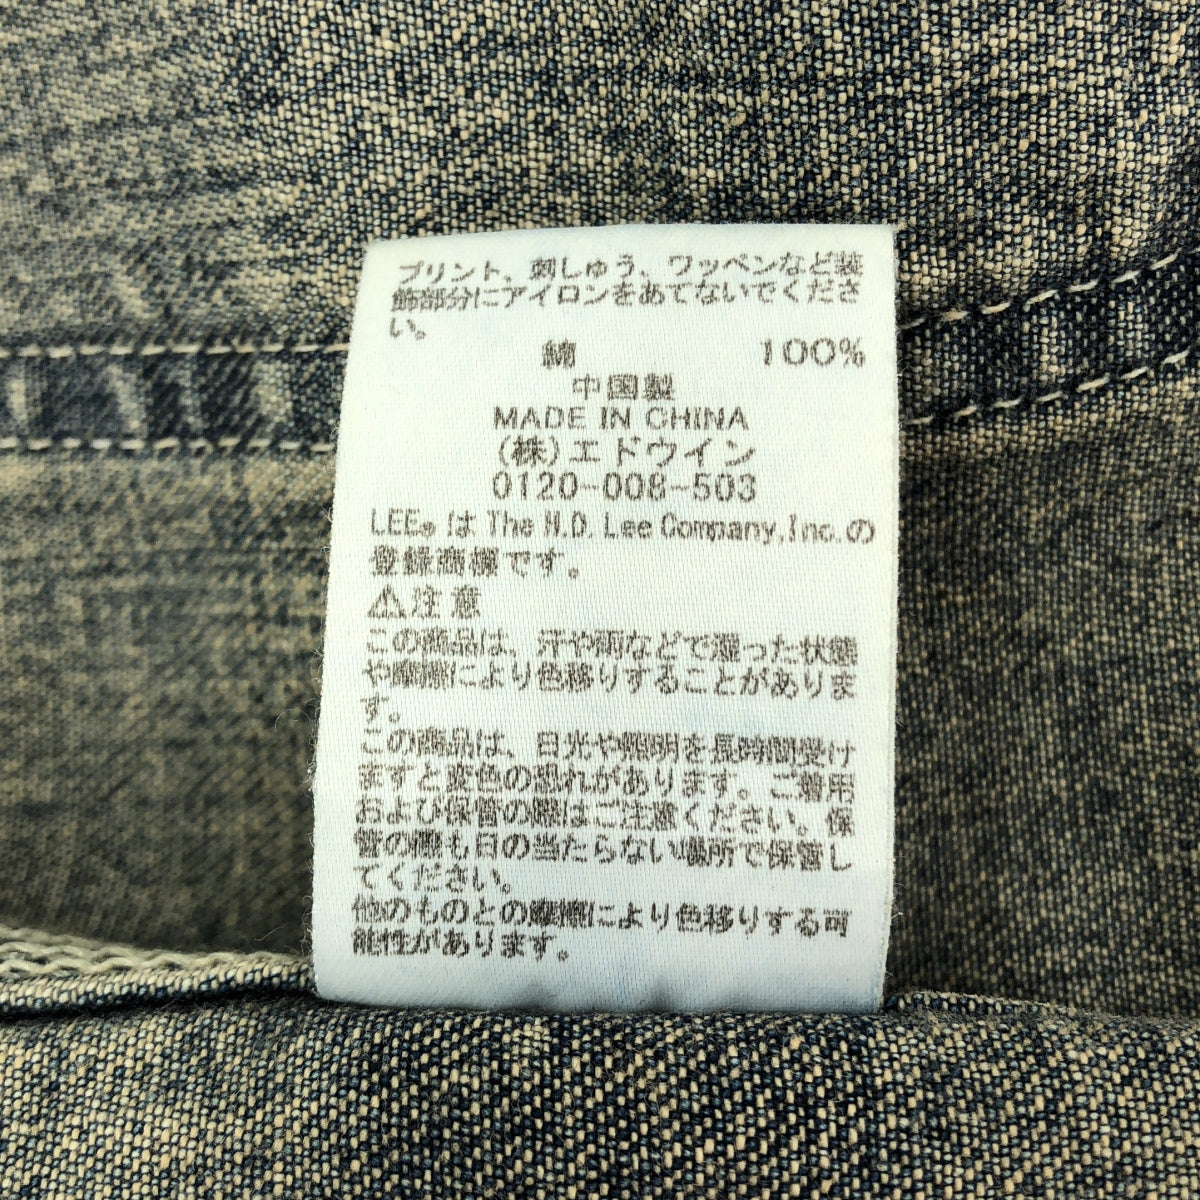 プリント、刺しゅう、ワッペンなど装
飾部分にアイロンをあてないでくださ
い。
綿 100%
中国製
MADE IN CHINA
(株)エドウイン
0120-008-503
LEE®はThe H.D. Lee Company,Inc.の
登録商標です。
⚠注意
この商品は、汗や雨などで湿った状態
や摩擦により色移りすることがありま
す。
この商品は、日光や照明を長時間受け
ますと変色の恐れがあります。ご着用
および保管の際はご注意ください。保
管の際も日の当たらない場所で保管し
てください。
他のものとの摩擦により色移りする可
能性があります。